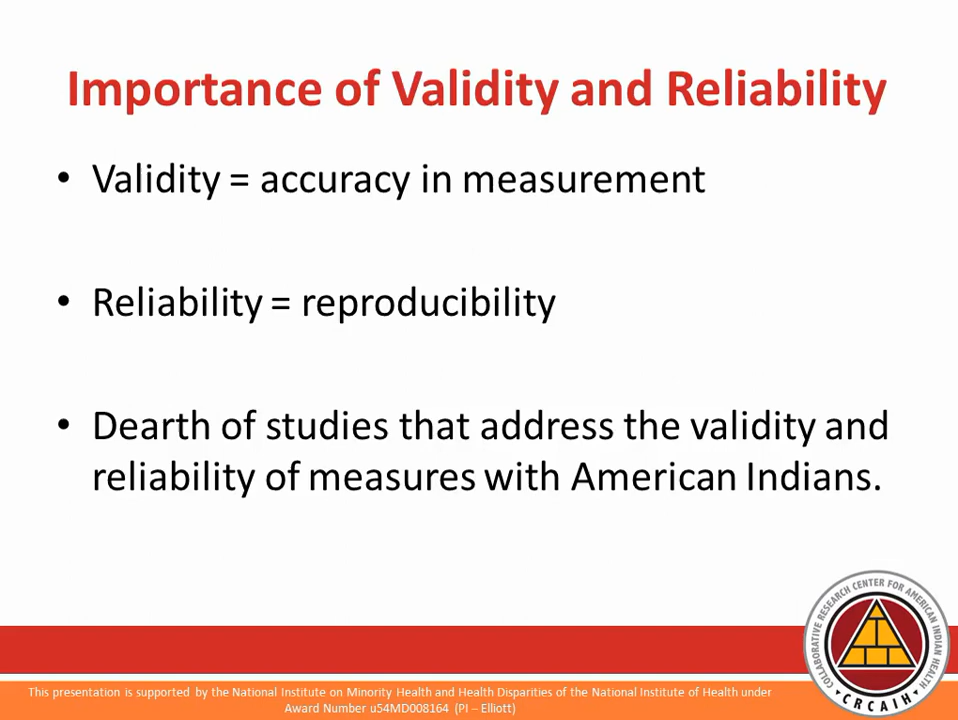 Importance of Validity and Reliability
• Validity = accuracy in measurement
• Reliability = reproducibility
• Dearth of studies that address the validity and
reliability of measures with American Indians.
COLLABORATIVE RESEARCH CENTER FOR AMERICAN INDIAN HEALTH
CRCAIH
This presentation is supported by the National Institute on Minority Health and Health Disparities of the National Institute of Health under
Award Number u54MD008164 (PI – Elliott)